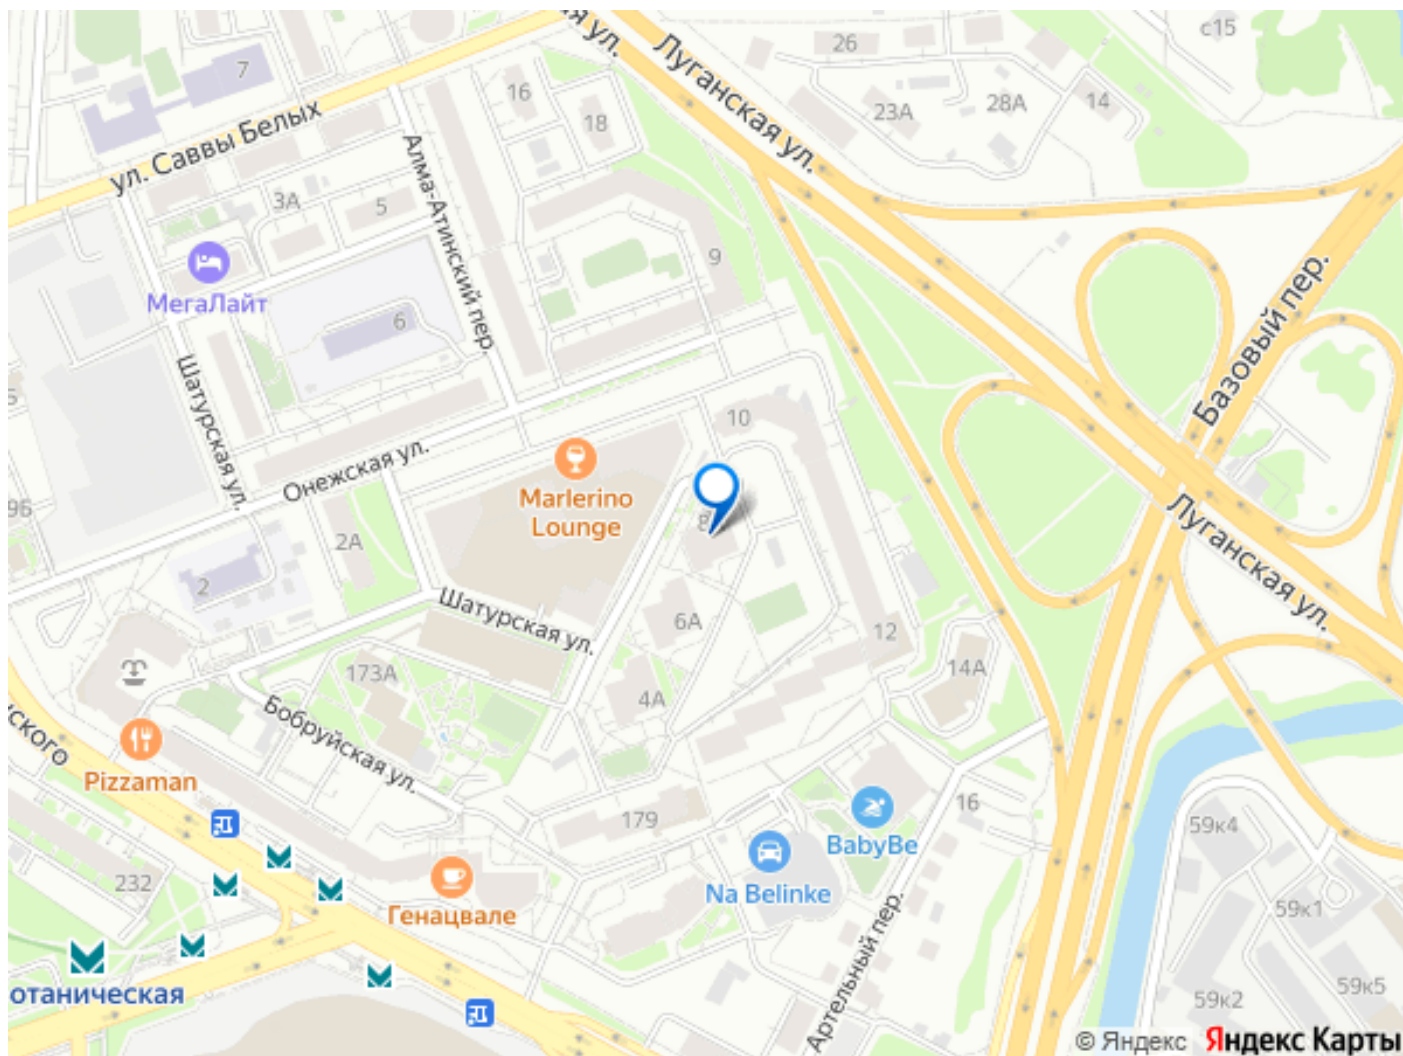 с15
26
Луганская ул.
28А
14
23А
7
16
18
ул. Саввы Белых
Алма-Атинский пер.
3А
5
9
МегаЛайт
6
Базовый пер.
Шатурская ул.
10
Онежская ул.
Marlerino
Lounge
96
8
2А
Луганская ул.
2
Шатурская ул.
6А
12
14А
173А
4А
ского
Бобруйская ул.
Pizzaman
179
16
59к4
BabyBe
232
Na Belinke
Генацвале
59к1
Артельный пер.
отаническая
59к2
59к5
© Яндекс Яндекс Карты